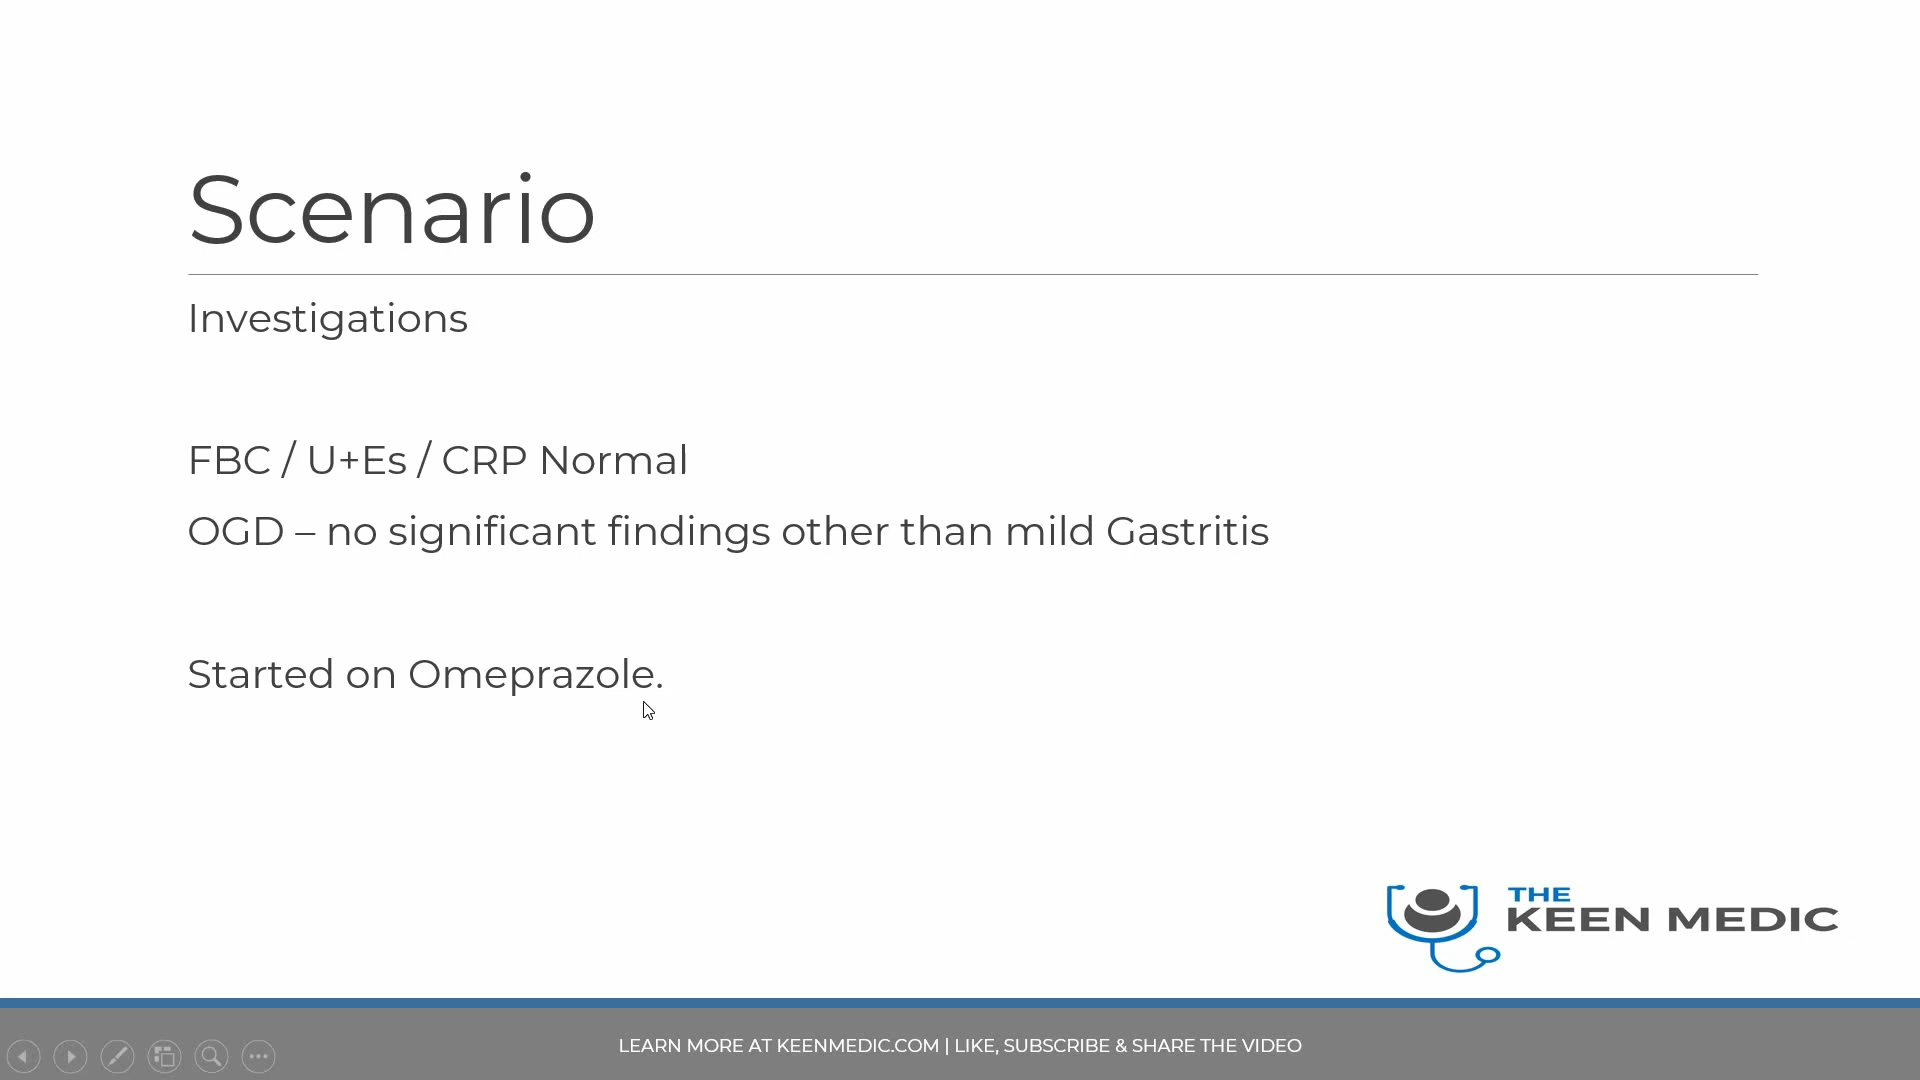 Scenario
Investigations
FBC / U+Es / CRP Normal
OGD – no significant findings other than mild Gastritis
Started on Omeprazole.
THE
KEEN MEDIC
LEARN MORE AT KEENMEDIC.COM | LIKE, SUBSCRIBE & SHARE THE VIDEO